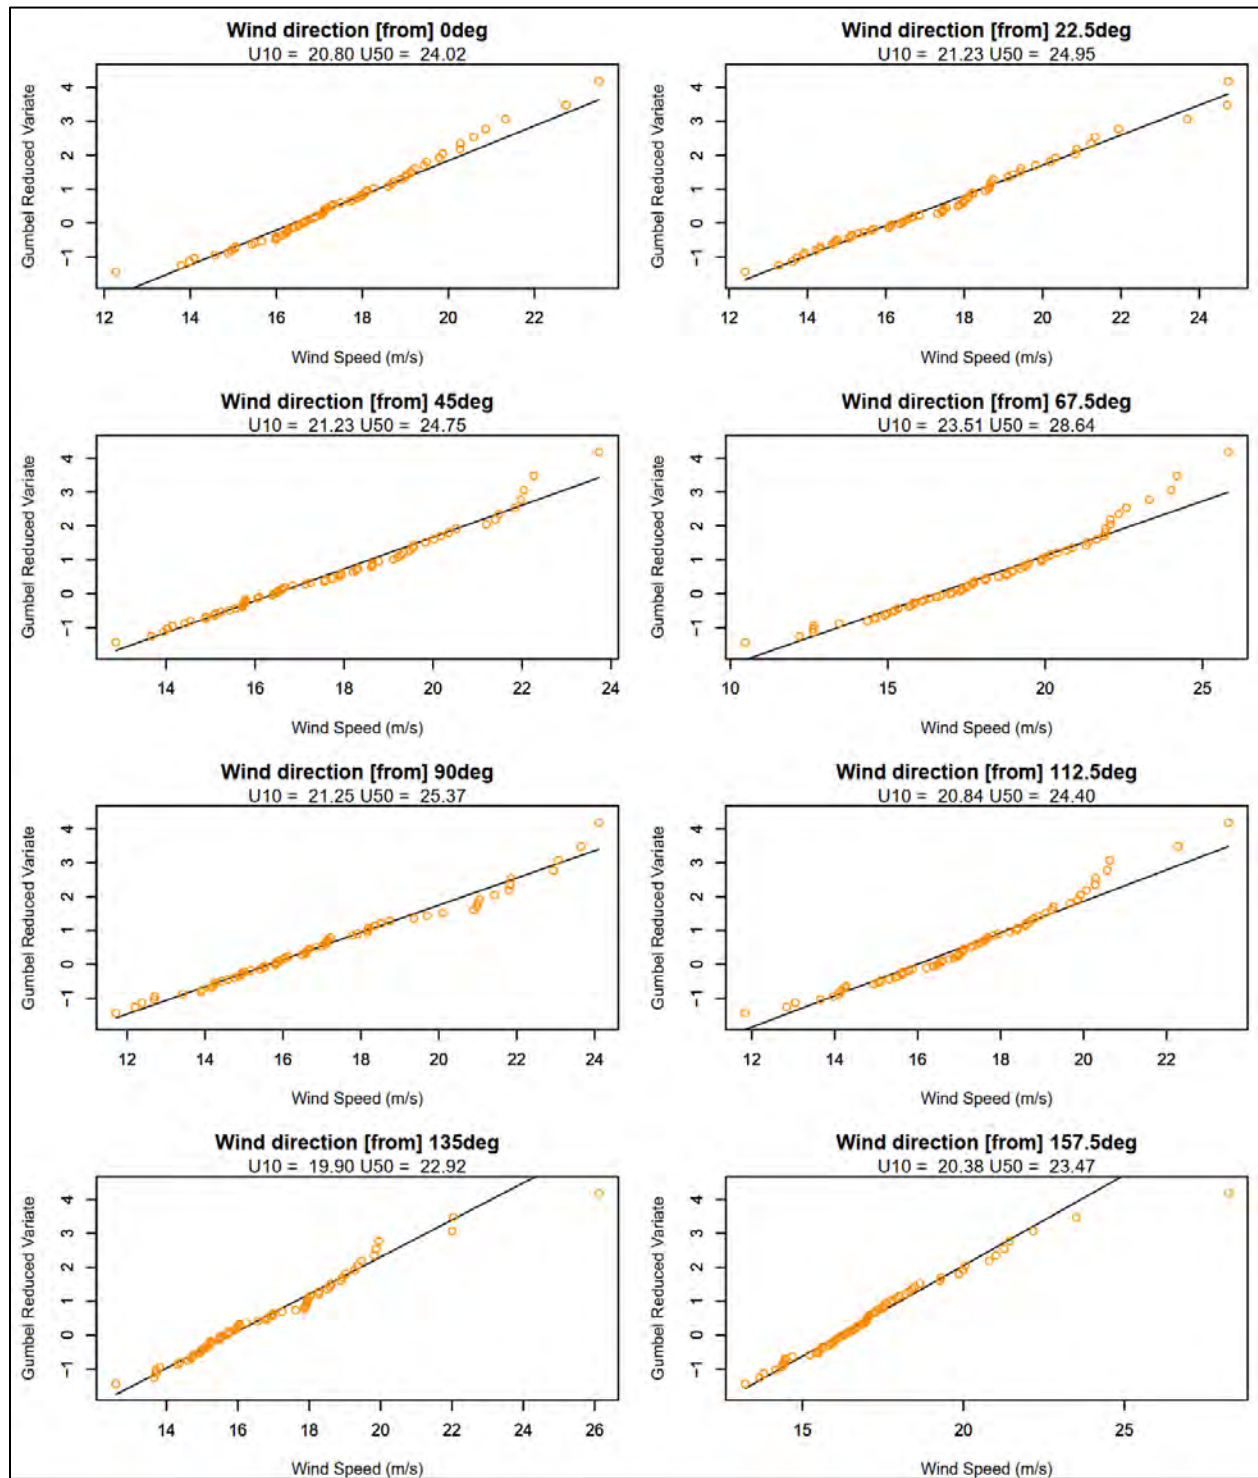 Wind direction [from] 0deg
U10 = 20.80 U50 = 24.02
Gumbel Reduced Variate
4
3
2
1
0
−1
12 14 16 18 20 22
Wind Speed (m/s)
Wind direction [from] 22.5deg
U10 = 21.23 U50 = 24.95
Gumbel Reduced Variate
4
3
2
1
0
−1
12 14 16 18 20 22 24
Wind Speed (m/s)
Wind direction [from] 45deg
U10 = 21.23 U50 = 24.75
Gumbel Reduced Variate
4
3
2
1
0
−1
14 16 18 20 22 24
Wind Speed (m/s)
Wind direction [from] 67.5deg
U10 = 23.51 U50 = 28.64
Gumbel Reduced Variate
4
3
2
1
0
−1
10 15 20 25
Wind Speed (m/s)
Wind direction [from] 90deg
U10 = 21.25 U50 = 25.37
Gumbel Reduced Variate
4
3
2
1
0
−1
12 14 16 18 20 22 24
Wind Speed (m/s)
Wind direction [from] 112.5deg
U10 = 20.84 U50 = 24.40
Gumbel Reduced Variate
4
3
2
1
0
−1
12 14 16 18 20 22
Wind Speed (m/s)
Wind direction [from] 135deg
U10 = 19.90 U50 = 22.92
Gumbel Reduced Variate
4
3
2
1
0
−1
14 16 18 20 22 24 26
Wind Speed (m/s)
Wind direction [from] 157.5deg
U10 = 20.38 U50 = 23.47
Gumbel Reduced Variate
4
3
2
1
0
−1
15 20 25
Wind Speed (m/s)